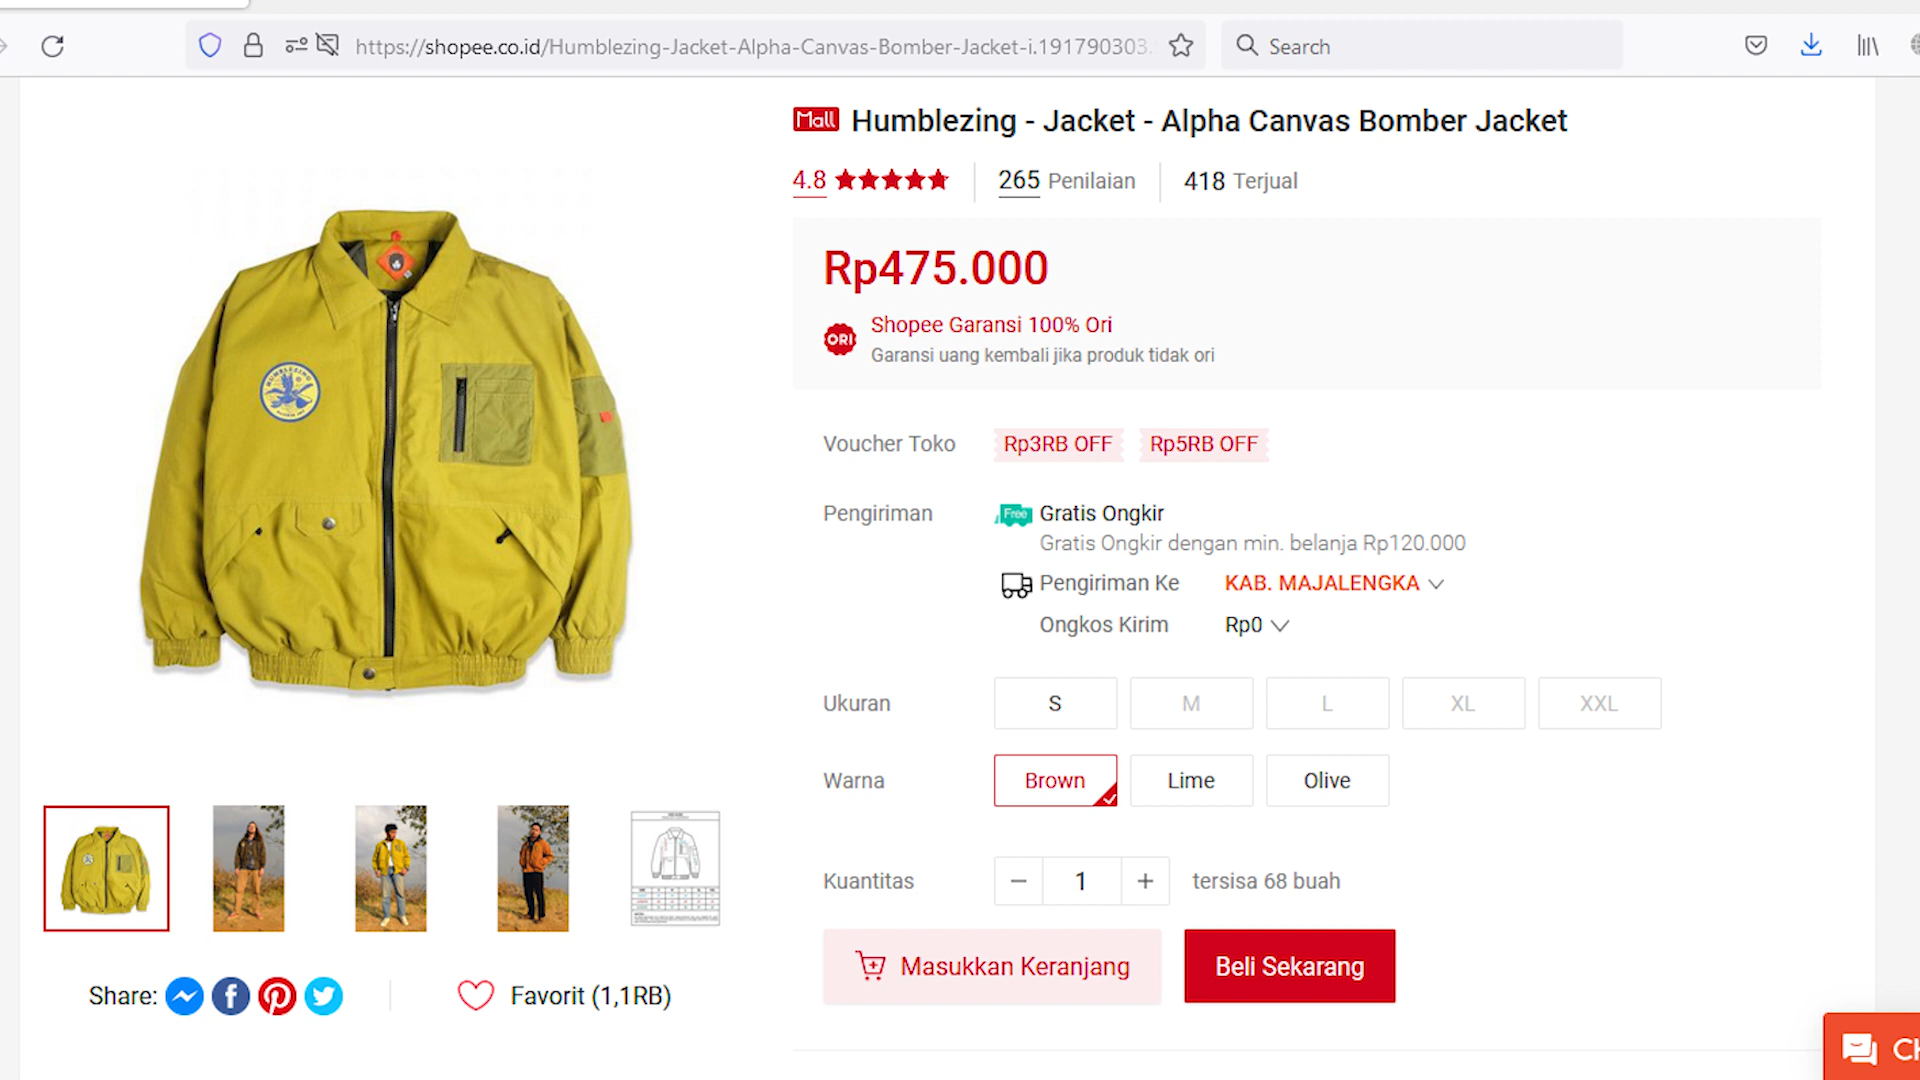 https://shopee.co.id/Humblezing-Jacket-Alpha-Canvas-Bomber-Jacket-i.191790303.
Search
Mall Humblezing - Jacket - Alpha Canvas Bomber Jacket
4.8
265 Penilaian
418 Terjual
Rp475.000
ORI
Shopee Garansi 100% Ori
Garansi uang kembali jika produk tidak ori
Voucher Toko Rp3RB OFF Rp5RB OFF
Pengiriman Free Gratis Ongkir
Gratis Ongkir dengan min. belanja Rp120.000
Pengiriman Ke KAB. MAJALENGKA
Ongkos Kirim Rp0
Ukuran S M L XL XXL
Warna Brown Lime Olive
Kuantitas − 1 + tersisa 68 buah
Masukkan Keranjang Beli Sekarang
HUMBLEZING
Share: Favorit (1,1RB)